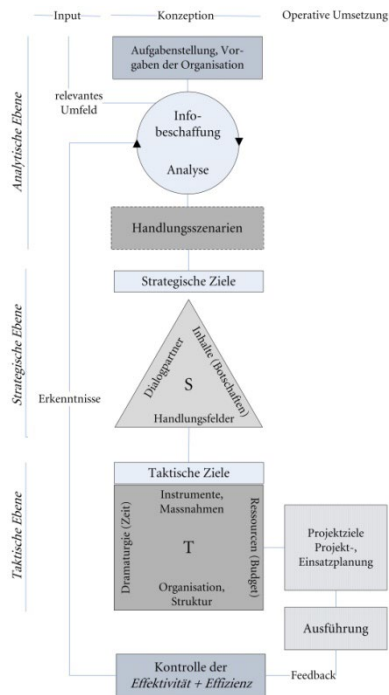 Input
Konzeption
Operative Umsetzung
Analytische Ebene
Aufgabenstellung, Vor-
gaben der Organisation
relevantes
Umfeld
Info-
beschaffung
Analyse
Handlungsszenarien
Strategische Ebene
Strategische Ziele
Dialogpartner
Inhalte (Botschaften)
S
Handlungsfelder
Erkenntnisse
Taktische Ebene
Taktische Ziele
Dramaturgie (Zeit)
Instrumente,
Massnahmen
T
Organisation,
Struktur
Ressourcen (Budget)
Projektziele
Projekt-,
Einsatzplanung
Ausführung
Kontrolle der
Effektivität + Effizienz
Feedback